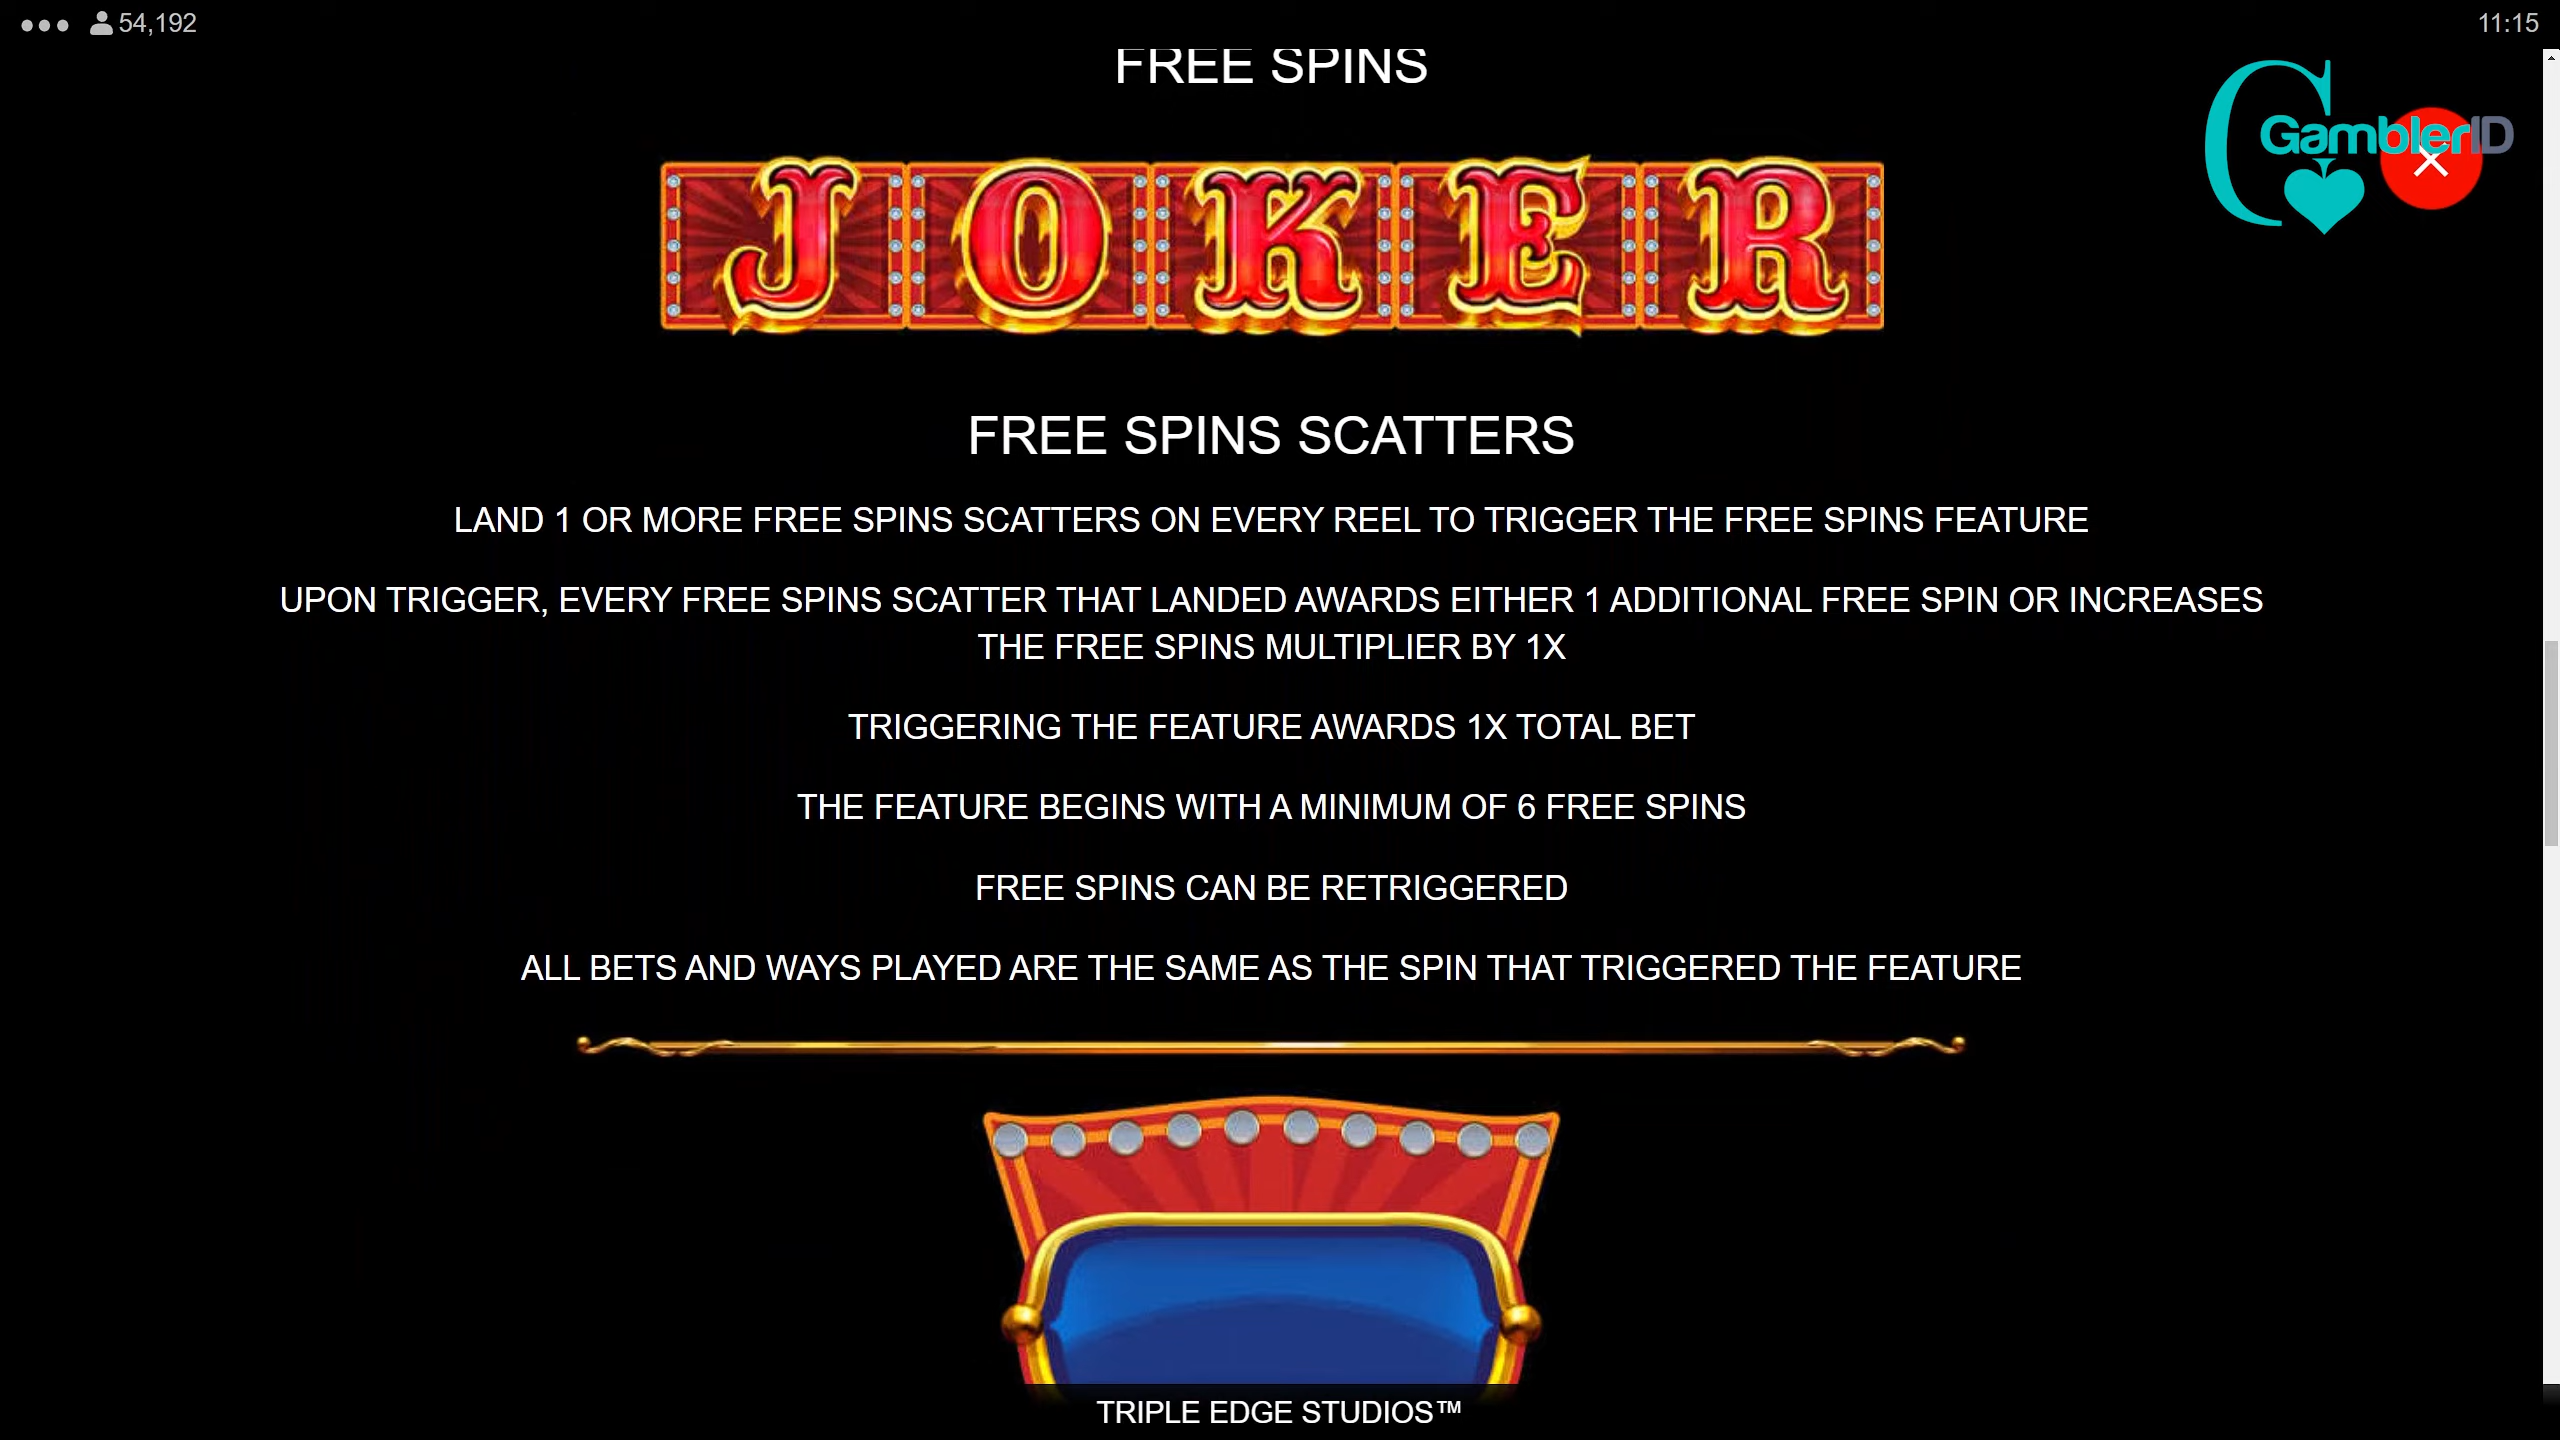 54,192
11:15
FREE SPINS
GamblerID
JOKER
FREE SPINS SCATTERS
LAND 1 OR MORE FREE SPINS SCATTERS ON EVERY REEL TO TRIGGER THE FREE SPINS FEATURE
UPON TRIGGER, EVERY FREE SPINS SCATTER THAT LANDED AWARDS EITHER 1 ADDITIONAL FREE SPIN OR INCREASES
THE FREE SPINS MULTIPLIER BY 1X
TRIGGERING THE FEATURE AWARDS 1X TOTAL BET
THE FEATURE BEGINS WITH A MINIMUM OF 6 FREE SPINS
FREE SPINS CAN BE RETRIGGERED
ALL BETS AND WAYS PLAYED ARE THE SAME AS THE SPIN THAT TRIGGERED THE FEATURE
TRIPLE EDGE STUDIOS™